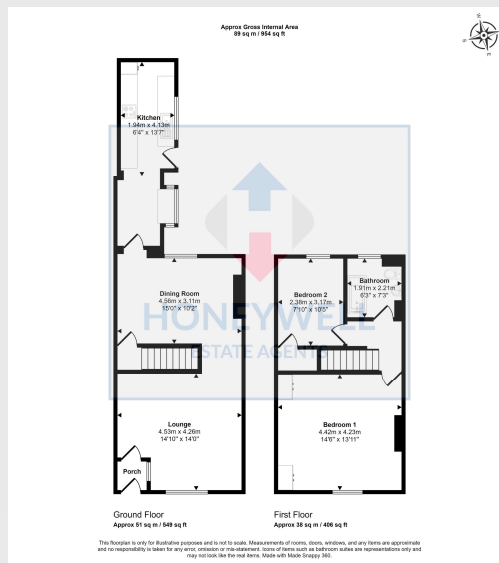 Approx Gross Internal Area
89 sq m / 954 sq ft
Kitchen
1.94m x 4.13m
6'4" x 13'7"
Dining Room
4.56m x 3.11m
15'0" x 10'2"
Bedroom 2
2.38m x 3.17m
7'10" x 10'5"
Bathroom
1.91m x 2.21m
6'3" x 7'3"
HONEYWELL
ESTATE AGENTS
Lounge
4.53m x 4.26m
14'10" x 14'0"
Bedroom 1
4.42m x 4.23m
14'6" x 13'11"
Porch
Ground Floor
Approx 51 sq m / 549 sq ft
First Floor
Approx 38 sq m / 406 sq ft
This floorplan is only for illustrative purposes and is not to scale. Measurements of rooms, doors, windows, and any items are approximate
and no responsibility is taken for any error, omission or mis-statement. Icons of items such as bathroom suites are representations only and
may not look like the real items. Made with Made Snappy 360.